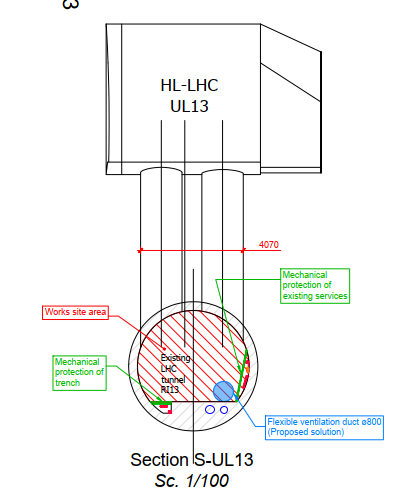 3
HL-LHC
UL13
4070
Mechanical
protection of
existing services
Works site area
Existing
LHC
tunnel
RI13
Mechanical
protection of
trench
Flexible ventilation duct ø800
(Proposed solution)
Section S-UL13
Sc. 1/100